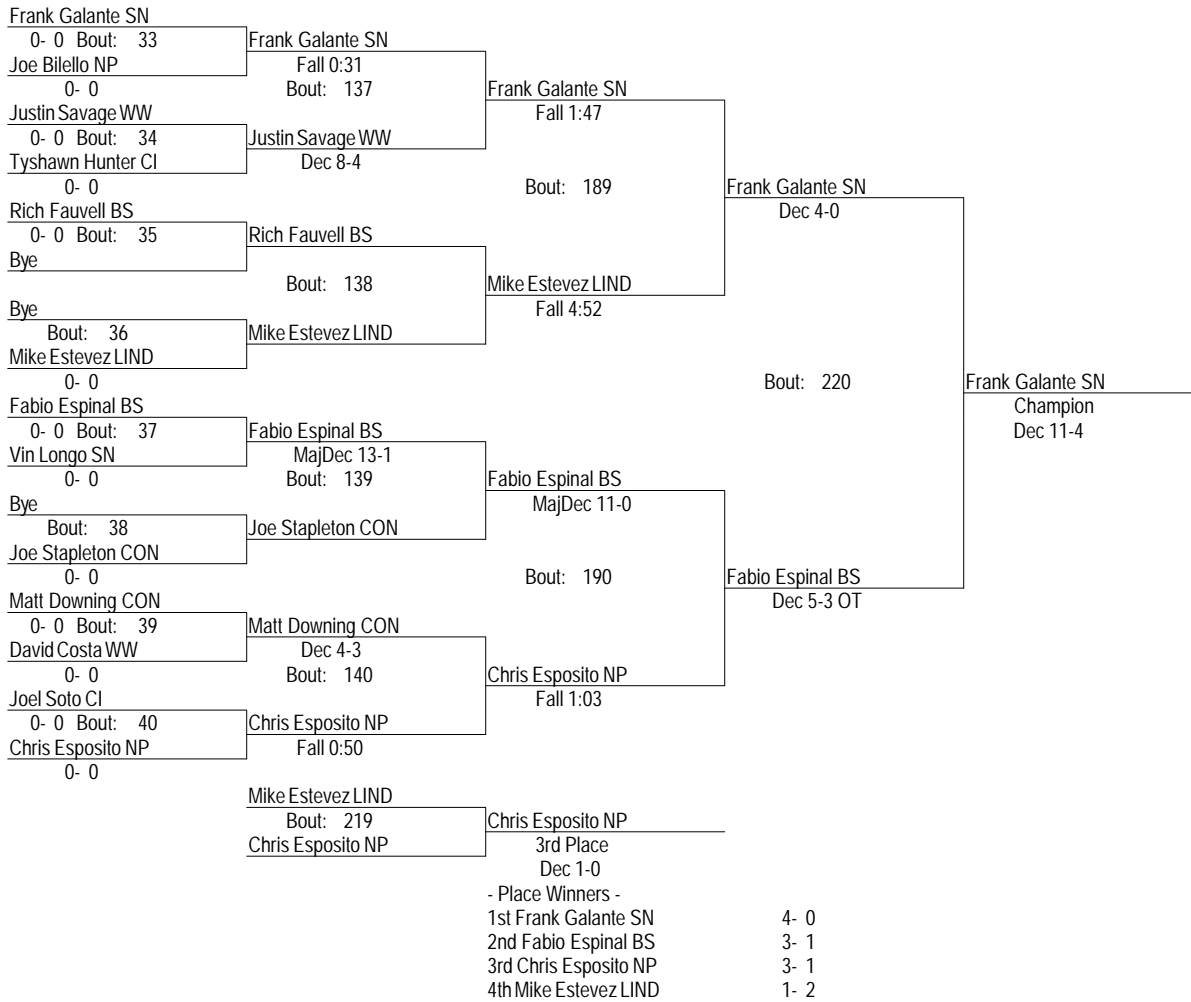 Frank Galante SN
0- 0 Bout: 33
Frank Galante SN
Joe Bilello NP
Fall 0:31
0- 0
Bout: 137
Frank Galante SN
Justin Savage WW
Fall 1:47
0- 0 Bout: 34
Justin Savage WW
Tyshawn Hunter CI
Dec 8-4
0- 0
Bout: 189
Frank Galante SN
Rich Fauvell BS
Dec 4-0
0- 0 Bout: 35
Rich Fauvell BS
Bye
Bout: 138
Mike Estevez LIND
Bye
Fall 4:52
Bout: 36
Mike Estevez LIND
Mike Estevez LIND
0- 0
Bout: 220
Frank Galante SN
Fabio Espinal BS
Champion
0- 0 Bout: 37
Fabio Espinal BS
Dec 11-4
Vin Longo SN
MajDec 13-1
0- 0
Bout: 139
Fabio Espinal BS
Bye
MajDec 11-0
Bout: 38
Joe Stapleton CON
Joe Stapleton CON
0- 0
Bout: 190
Fabio Espinal BS
Matt Downing CON
Dec 5-3 OT
0- 0 Bout: 39
Matt Downing CON
David Costa WW
Dec 4-3
0- 0
Bout: 140
Chris Esposito NP
Joel Soto CI
Fall 1:03
0- 0 Bout: 40
Chris Esposito NP
Chris Esposito NP
Fall 0:50
0- 0
Mike Estevez LIND
Bout: 219
Chris Esposito NP
Chris Esposito NP
3rd Place
Dec 1-0
- Place Winners -
1st Frank Galante SN 4- 0
2nd Fabio Espinal BS 3- 1
3rd Chris Esposito NP 3- 1
4th Mike Estevez LIND 1- 2